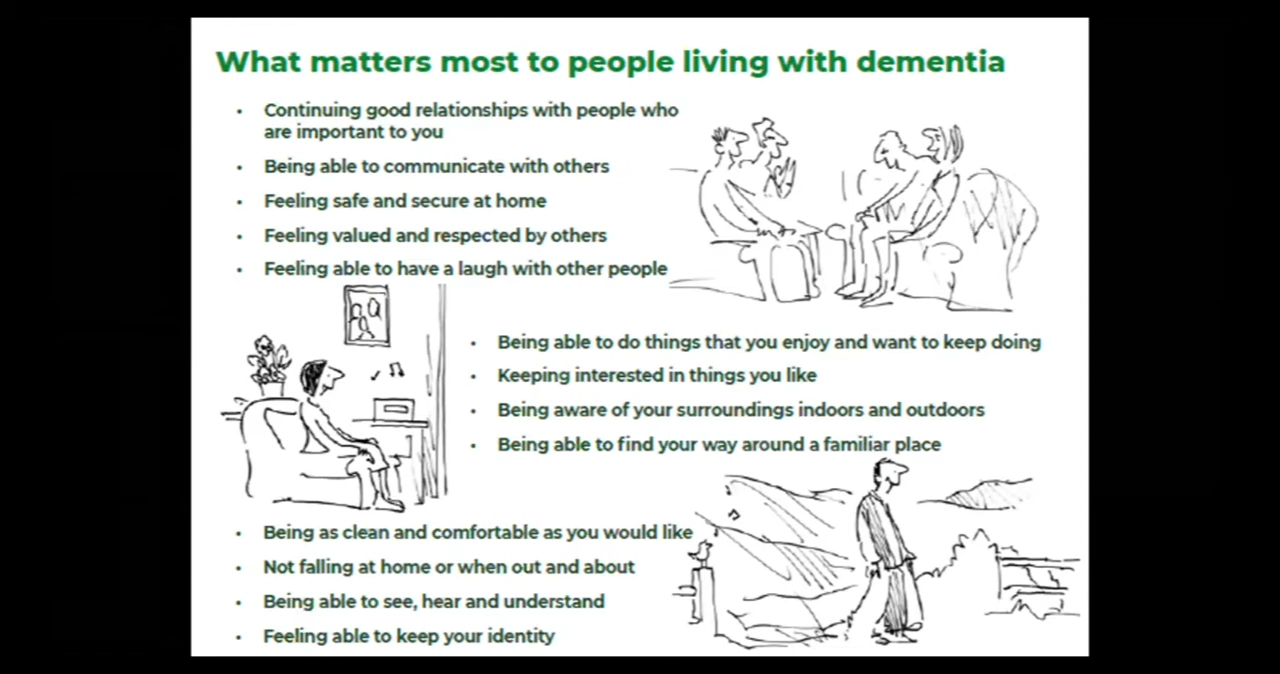 What matters most to people living with dementia
• Continuing good relationships with people who
are important to you
• Being able to communicate with others
• Feeling safe and secure at home
• Feeling valued and respected by others
• Feeling able to have a laugh with other people
• Being able to do things that you enjoy and want to keep doing
• Keeping interested in things you like
• Being aware of your surroundings indoors and outdoors
• Being able to find your way around a familiar place
• Being as clean and comfortable as you would like
• Not falling at home or when out and about
• Being able to see, hear and understand
• Feeling able to keep your identity